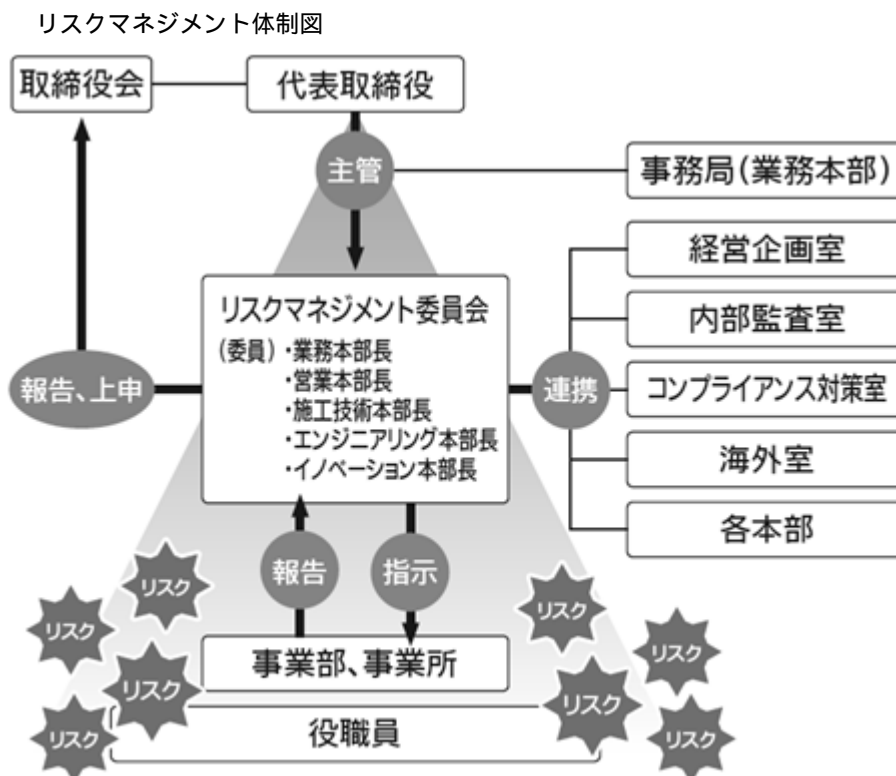 リスクマネジメント体制図
取締役会
代表取締役
主管
事務局(業務本部)
経営企画室
内部監査室
コンプライアンス対策室
海外室
各本部
連携
リスクマネジメント委員会
(委員)・業務本部長
・営業本部長
・施工技術本部長
・エンジニアリング本部長
・イノベーション本部長
報告、上申
報告
指示
事業部、事業所
役職員
リスク
リスク
リスク
リスク
リスク
リスク
リスク
リスク